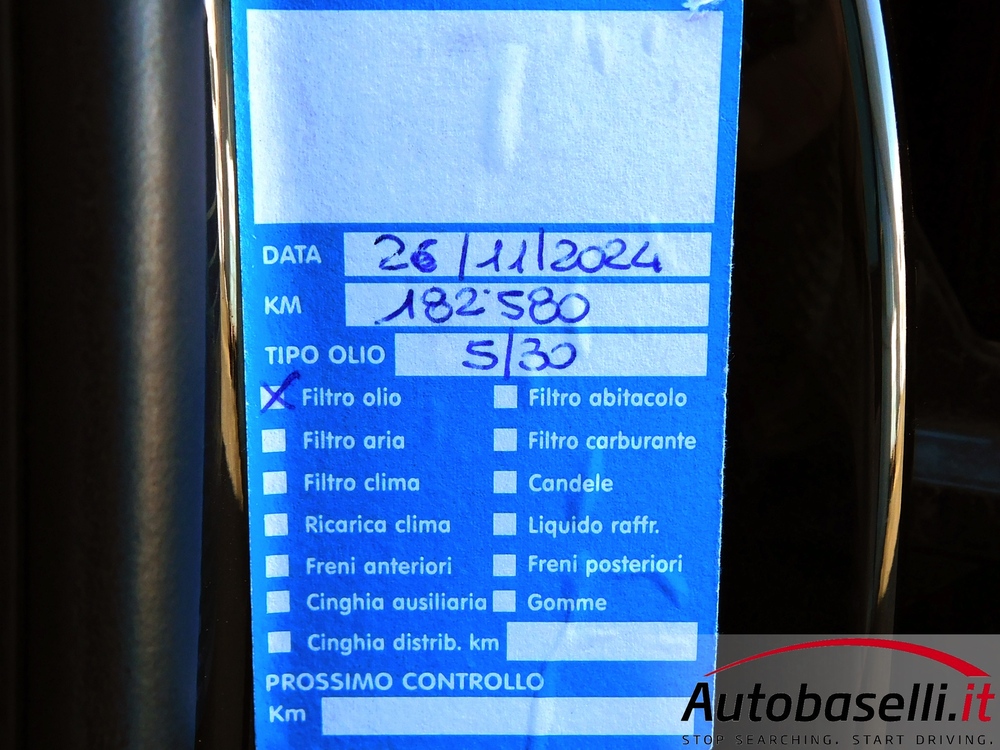 DATA 26/11/2024
KM 182'580
TIPO OLIO 5/30
X Filtro olio Filtro abitacolo
Filtro aria Filtro carburante
Filtro clima Candele
Ricarica clima Liquido raffr.
Freni anteriori Freni posteriori
Cinghia ausiliaria Gomme
Cinghia distrib. km
PROSSIMO CONTROLLO
Km
Autobaselli.it
STOP SEARCHING. START DRIVING.